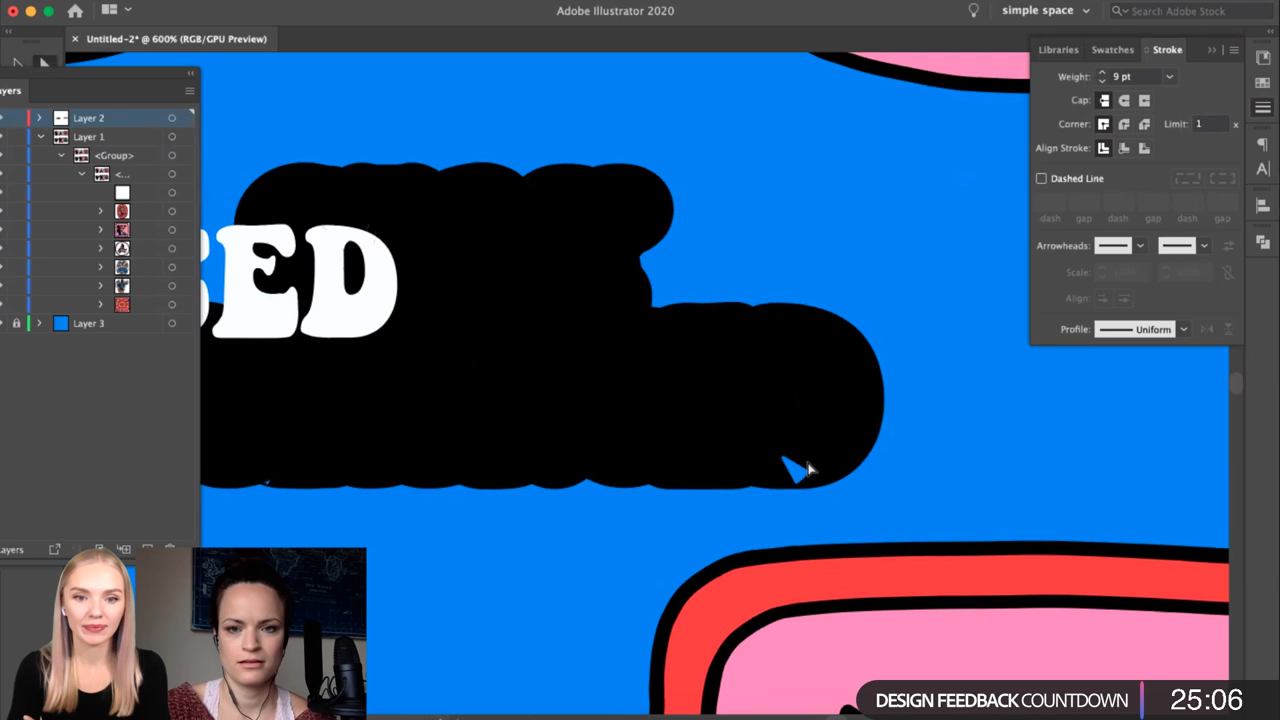 Adobe Illustrator 2020
simple space
Search Adobe Stock
× Untitled-2* @ 600% (RGB/GPU Preview)
Libraries Swatches Stroke
Weight: 9 pt
Cap:
Corner: Limit: 1 x
Align Stroke:
Dashed Line
dash gap dash gap dash gap
Arrowheads:
Scale:
Align:
Profile: Uniform
ayers
Layer 2
Layer 1
<Group>
<...
Layer 3
ayers
ED
DESIGN FEEDBACK COUNTDOWN 25:06